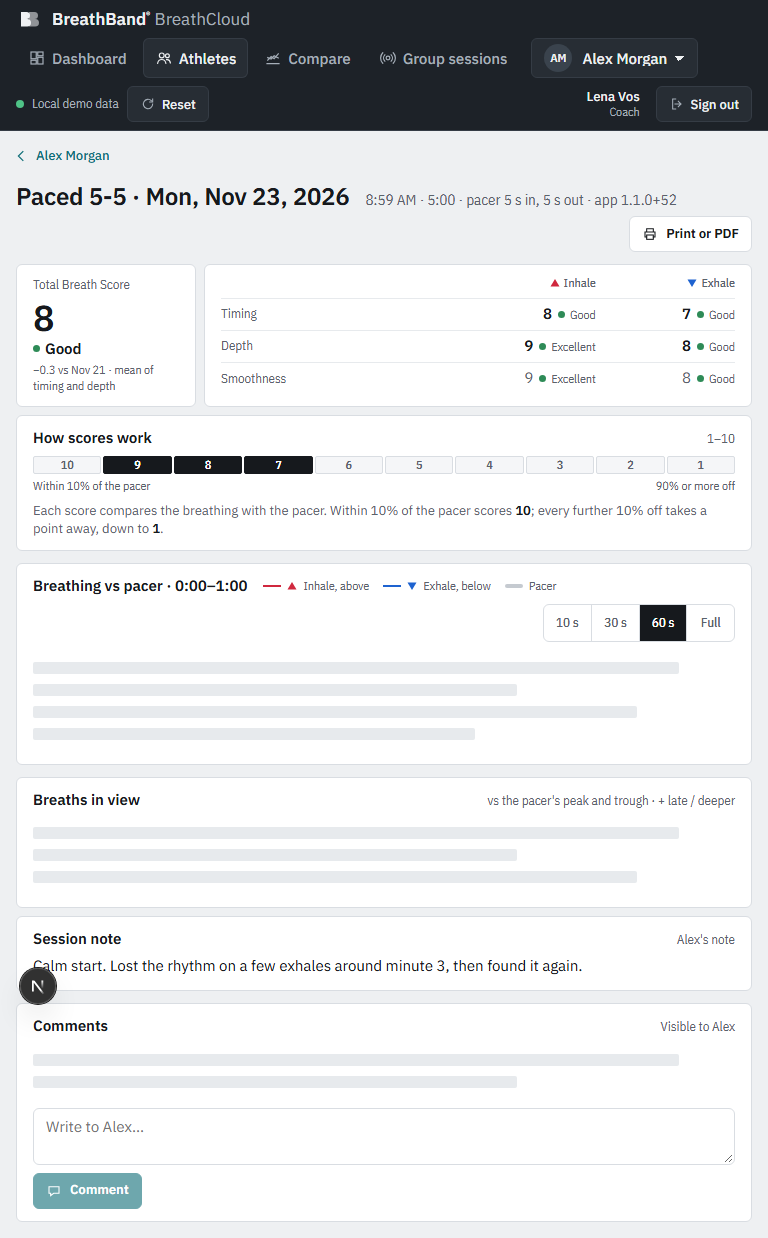 BreathBand® BreathCloud
Dashboard Athletes Compare Group sessions AM Alex Morgan
Local demo data Reset Lena Vos Coach Sign out
Alex Morgan
Paced 5-5 · Mon, Nov 23, 2026 8:59 AM · 5:00 · pacer 5 s in, 5 s out · app 1.1.0+52
Print or PDF
Total Breath Score
8
Good
−0.3 vs Nov 21 · mean of
timing and depth
Inhale Exhale
Timing 8 Good 7 Good
Depth 9 Excellent 8 Good
Smoothness 9 Excellent 8 Good
How scores work 1–10
10 9 8 7 6 5 4 3 2 1
Within 10% of the pacer 90% or more off
Each score compares the breathing with the pacer. Within 10% of the pacer scores 10; every further 10% off takes a
point away, down to 1.
Breathing vs pacer · 0:00–1:00 Inhale, above Exhale, below Pacer
10 s 30 s 60 s Full
Breaths in view vs the pacer's peak and trough · + late / deeper
Session note Alex's note
Calm start. Lost the rhythm on a few exhales around minute 3, then found it again.
N
Comments Visible to Alex
Write to Alex...
Comment